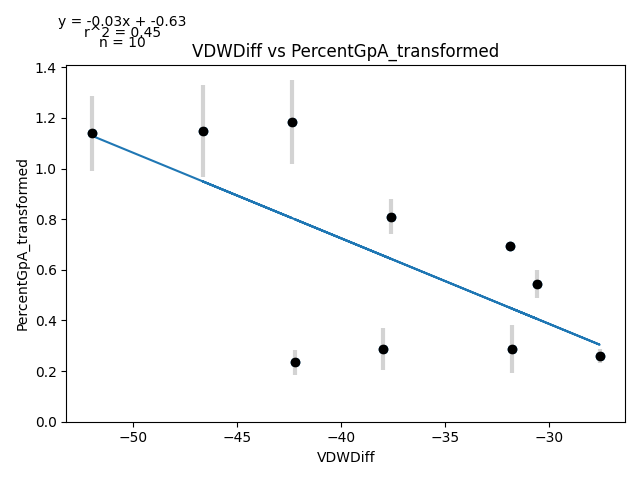 y = -0.03x + -0.63
r^2 = 0.45
n = 10
VDWDiff vs PercentGpA_transformed
PercentGpA_transformed
1.4
1.2
1.0
0.8
0.6
0.4
0.2
0.0
−50
−45
−40
−35
−30
VDWDiff